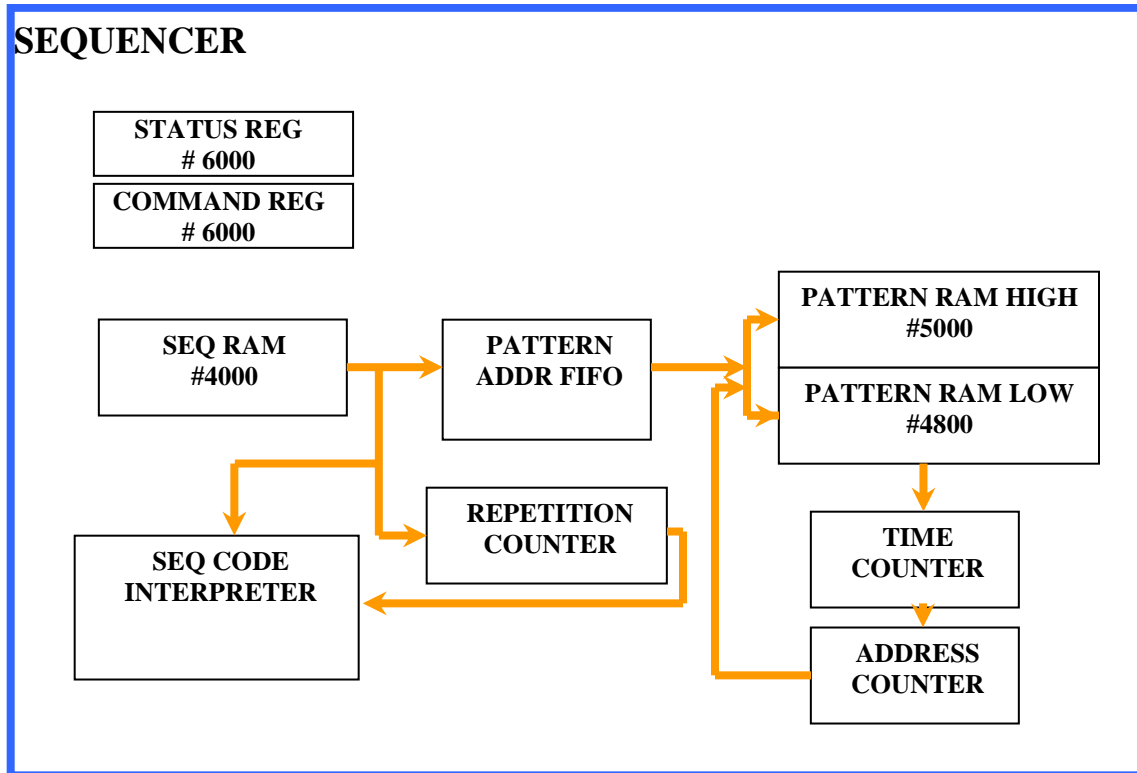 SEQUENCER
STATUS REG
# 6000
COMMAND REG
# 6000
SEQ RAM
#4000
PATTERN
ADDR FIFO
PATTERN RAM HIGH
#5000
PATTERN RAM LOW
#4800
REPETITION
COUNTER
SEQ CODE
INTERPRETER
TIME
COUNTER
ADDRESS
COUNTER